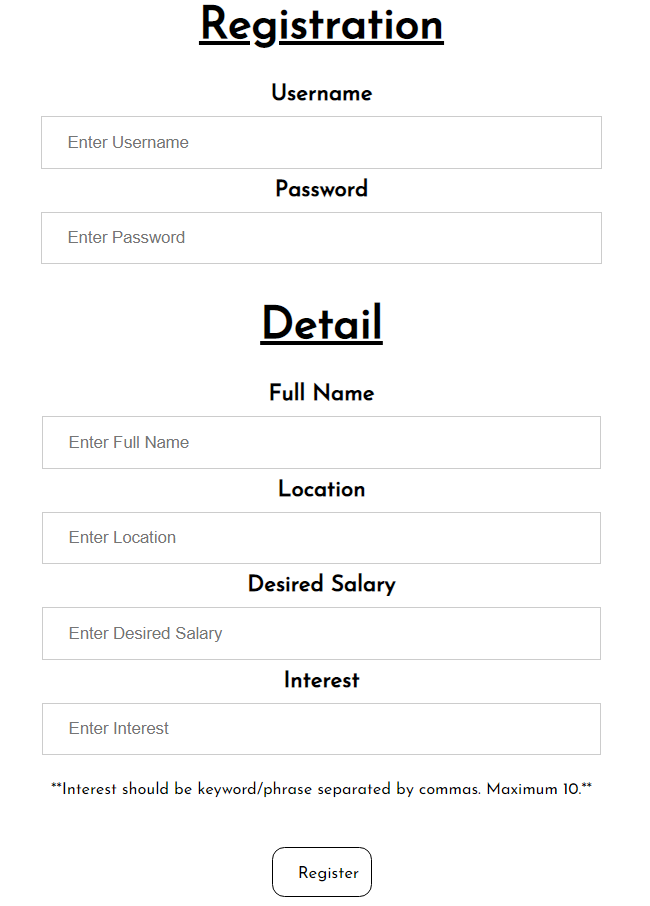 Registration
Username
Enter Username
Password
Enter Password
Detail
Full Name
Enter Full Name
Location
Enter Location
Desired Salary
Enter Desired Salary
Interest
Enter Interest
**Interest should be keyword/phrase separated by commas. Maximum 10.**
Register